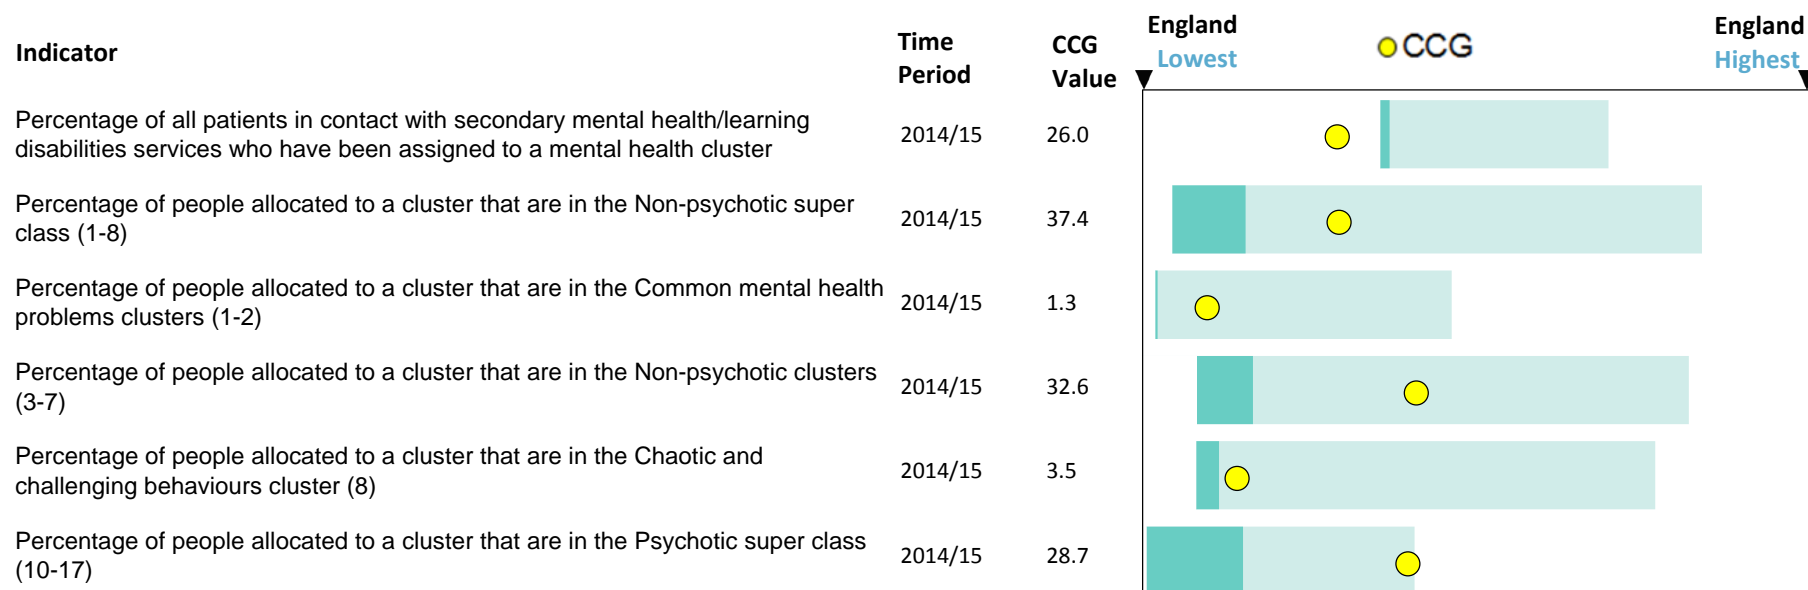 Indicator
Time Period
CCG Value
England Lowest
CCG
England Highest
Percentage of all patients in contact with secondary mental health/learning
disabilities services who have been assigned to a mental health cluster
2014/15
26.0
Percentage of people allocated to a cluster that are in the Non-psychotic super
class (1-8)
2014/15
37.4
Percentage of people allocated to a cluster that are in the Common mental health
problems clusters (1-2)
2014/15
1.3
Percentage of people allocated to a cluster that are in the Non-psychotic clusters
(3-7)
2014/15
32.6
Percentage of people allocated to a cluster that are in the Chaotic and
challenging behaviours cluster (8)
2014/15
3.5
Percentage of people allocated to a cluster that are in the Psychotic super class
(10-17)
2014/15
28.7